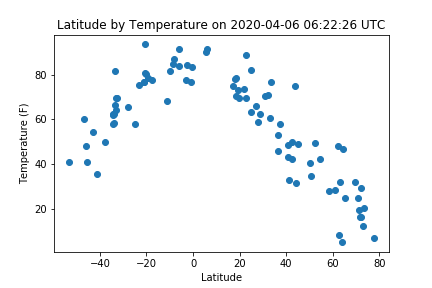 Latitude by Temperature on 2020-04-06 06:22:26 UTC
Temperature (F)
80
60
40
20
−40 −20 0 20 40 60 80
Latitude